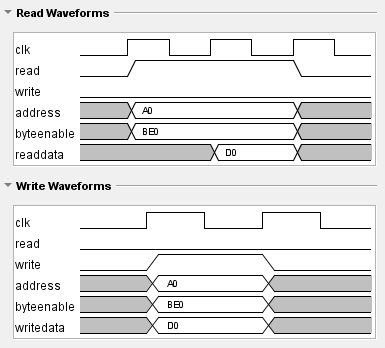 Read Waveforms
clk
read
write
address A0
byteenable BE0
readdata D0
Write Waveforms
clk
read
write
address A0
byteenable BE0
writedata D0